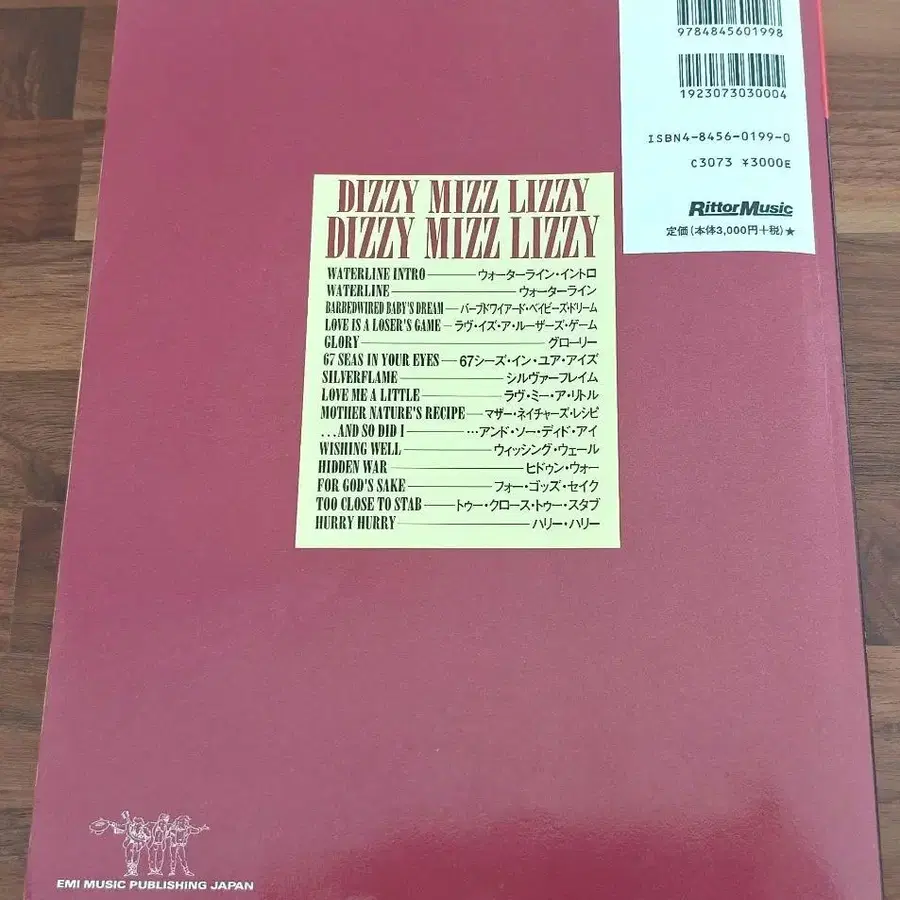 9784845601998
1923073030004
ISBN4-8456-0199-0
C3073 ¥3000E
RittorMusic
定価(本体3,000円+税)★
DIZZY MIZZ LIZZY
DIZZY MIZZ LIZZY
WATERLINE INTRO ウォーターライン・イントロ
WATERLINE ウォーターライン
BARBEDWIRED BABY'S DREAM バーブドワイアード・ベイビーズ・ドリーム
LOVE IS A LOSER'S GAME ラヴ・イズ・ア・ルーザーズ・ゲーム
GLORY グローリー
67 SEAS IN YOUR EYES 67シーズ・イン・ユア・アイズ
SILVERFLAME シルヴァーフレイム
LOVE ME A LITTLE ラヴ・ミー・ア・リトル
MOTHER NATURE'S RECIPE マザー・ネイチャーズ・レシピ
...AND SO DID I …アンド・ソー・ディド・アイ
WISHING WELL ウィッシング・ウェール
HIDDEN WAR ヒドゥン・ウォー
FOR GOD'S SAKE フォー・ゴッズ・セイク
TOO CLOSE TO STAB トゥー・クロース・トゥー・スタブ
HURRY HURRY ハリー・ハリー
EMI MUSIC PUBLISHING JAPAN